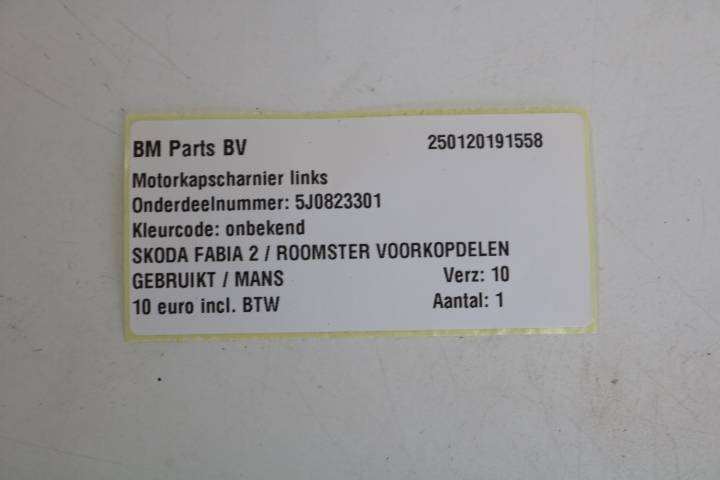 BM Parts BV 250120191558
Motorkapscharnier links
Onderdeelnummer: 5J0823301
Kleurcode: onbekend
SKODA FABIA 2 / ROOMSTER VOORKOPDELEN
GEBRUIKT / MANS Verz: 10
10 euro incl. BTW Aantal: 1